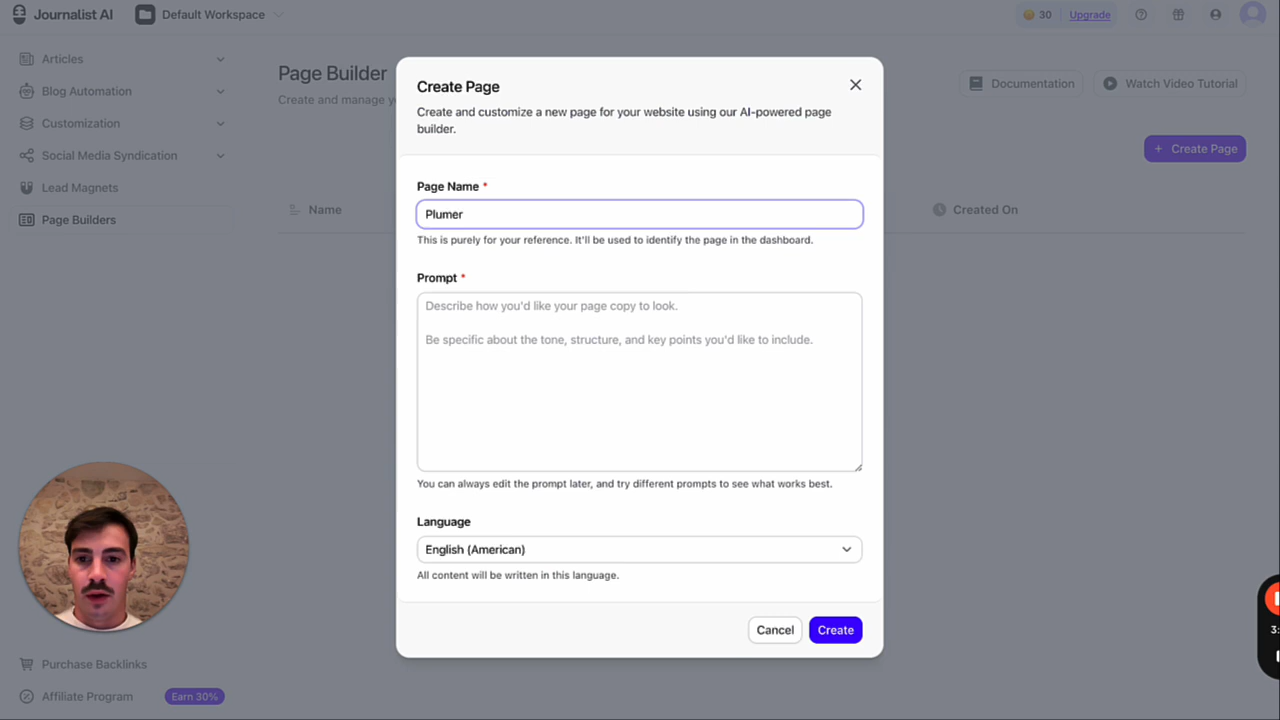 Journalist AI
Default Workspace
30
Upgrade
Articles
Blog Automation
Customization
Social Media Syndication
Lead Magnets
Page Builders
Page Builder
Create and manage
Documentation
Watch Video Tutorial
+ Create Page
Name
Created On
Create Page
Create and customize a new page for your website using our AI-powered page
builder.
Page Name *
Plumer
This is purely for your reference. It'll be used to identify the page in the dashboard.
Prompt *
Describe how you'd like your page copy to look.
Be specific about the tone, structure, and key points you'd like to include.
You can always edit the prompt later, and try different prompts to see what works best.
Language
English (American)
All content will be written in this language.
Cancel
Create
Purchase Backlinks
Affiliate Program
Earn 30%